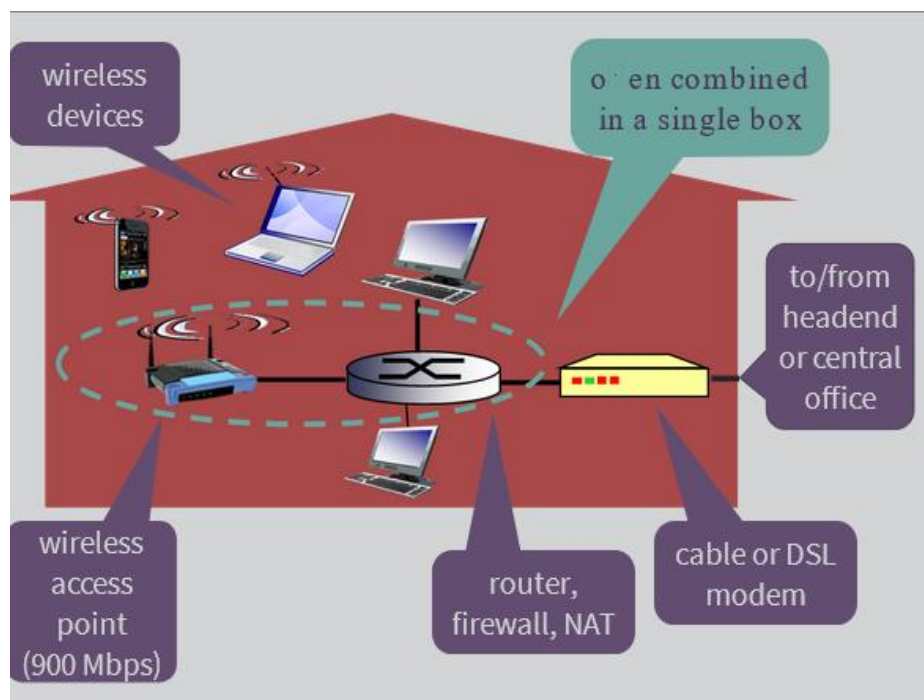 wireless
devices
combined
in a single box
to/from
headend
or central
office
wireless
access
point
(900 Mbps)
router,
firewall, NAT
cable or DSL
modem